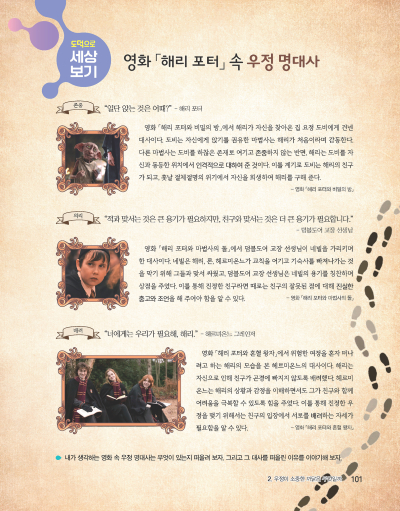 도덕으로
세상
보기
영화 「해리 포터」 속 우정 명대사
존중
“일단 앉는 것은 어때?” - 해리 포터
영화 「해리 포터와 비밀의 방」에서 해리가 자신을 찾아온 집 요정 도비에게 건넨
대사이다. 도비는 자신에게 앉기를 권유한 마법사는 해리가 처음이라며 감동한다.
다른 마법사는 도비를 하찮은 존재로 여기고 존중하지 않는 반면, 해리는 도비를 자
신과 동등한 위치에서 인격적으로 대하여 준 것이다. 이를 계기로 도비는 해리의 친구
가 되고, 훗날 절체절명의 위기에서 자신을 희생하여 해리를 구해 준다.
- 영화 「해리 포터와 비밀의 방」
“적과 맞서는 것은 큰 용기가 필요하지만, 친구와 맞서는 것은 더 큰 용기가 필요합니다.”
- 덤블도어 교장 선생님
영화 「해리 포터와 마법사의 돌」에서 덤블도어 교장 선생님이 네빌을 가리키며
한 대사이다. 네빌은 해리, 론, 헤르미온느가 교칙을 어기고 기숙사를 빠져나가는 것
을 막기 위해 그들과 맞서 싸웠고, 덤블도어 교장 선생님은 네빌의 용기를 칭찬하며
상점을 주었다. 이를 통해 진정한 친구라면 때로는 친구의 잘못된 점에 대해 진실한
충고와 조언을 해 주어야 함을 알 수 있다.
- 영화 「해리 포터와 마법사의 돌」
배려
“너에게는 우리가 필요해, 해리.” - 헤르미온느 그레인저
영화 「해리 포터와 혼혈 왕자」에서 위험한 여정을 혼자 떠나
려고 하는 해리의 모습을 본 헤르미온느의 대사이다. 해리는
자신으로 인해 친구가 곤경에 빠지지 않도록 배려했다. 헤르미
온느는 해리의 상황과 감정을 이해하면서도 그가 친구와 함께
어려움을 극복할 수 있도록 힘을 주었다. 이를 통해 진정한 우
정을 맺기 위해서는 친구의 입장에서 서로를 배려하는 자세가
필요함을 알 수 있다.
- 영화 「해리 포터와 혼혈 왕자」
내가 생각하는 영화 속 우정 명대사는 무엇이 있는지 떠올려 보자. 그리고 그 대사를 떠올린 이유를 이야기해 보자.
2. 우정이 소중한 까닭은 무엇일까
101